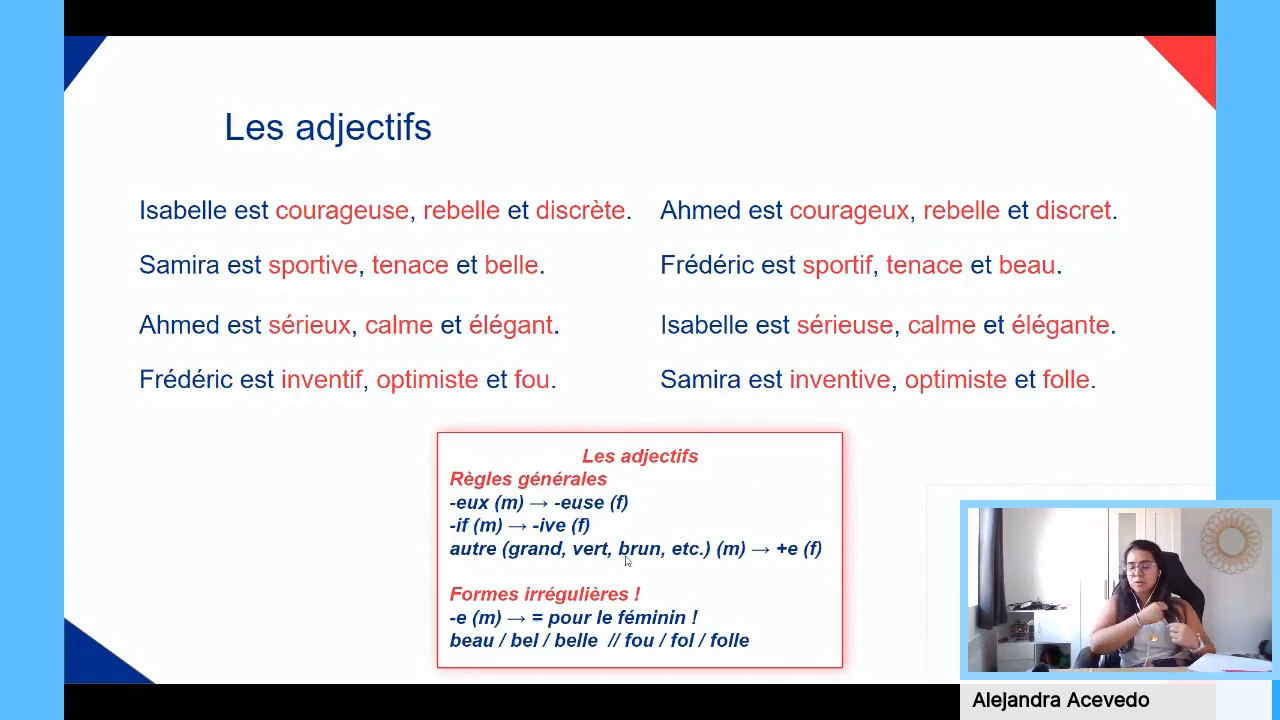 Les adjectifs
Isabelle est courageuse, rebelle et discrète.
Ahmed est courageux, rebelle et discret.
Samira est sportive, tenace et belle.
Frédéric est sportif, tenace et beau.
Ahmed est sérieux, calme et élégant.
Isabelle est sérieuse, calme et élégante.
Frédéric est inventif, optimiste et fou.
Samira est inventive, optimiste et folle.
Les adjectifs
Règles générales
-eux (m) → -euse (f)
-if (m) → -ive (f)
autre (grand, vert, brun, etc.) (m) → +e (f)
Formes irrégulières !
-e (m) → = pour le féminin !
beau / bel / belle // fou / fol / folle
Alejandra Acevedo